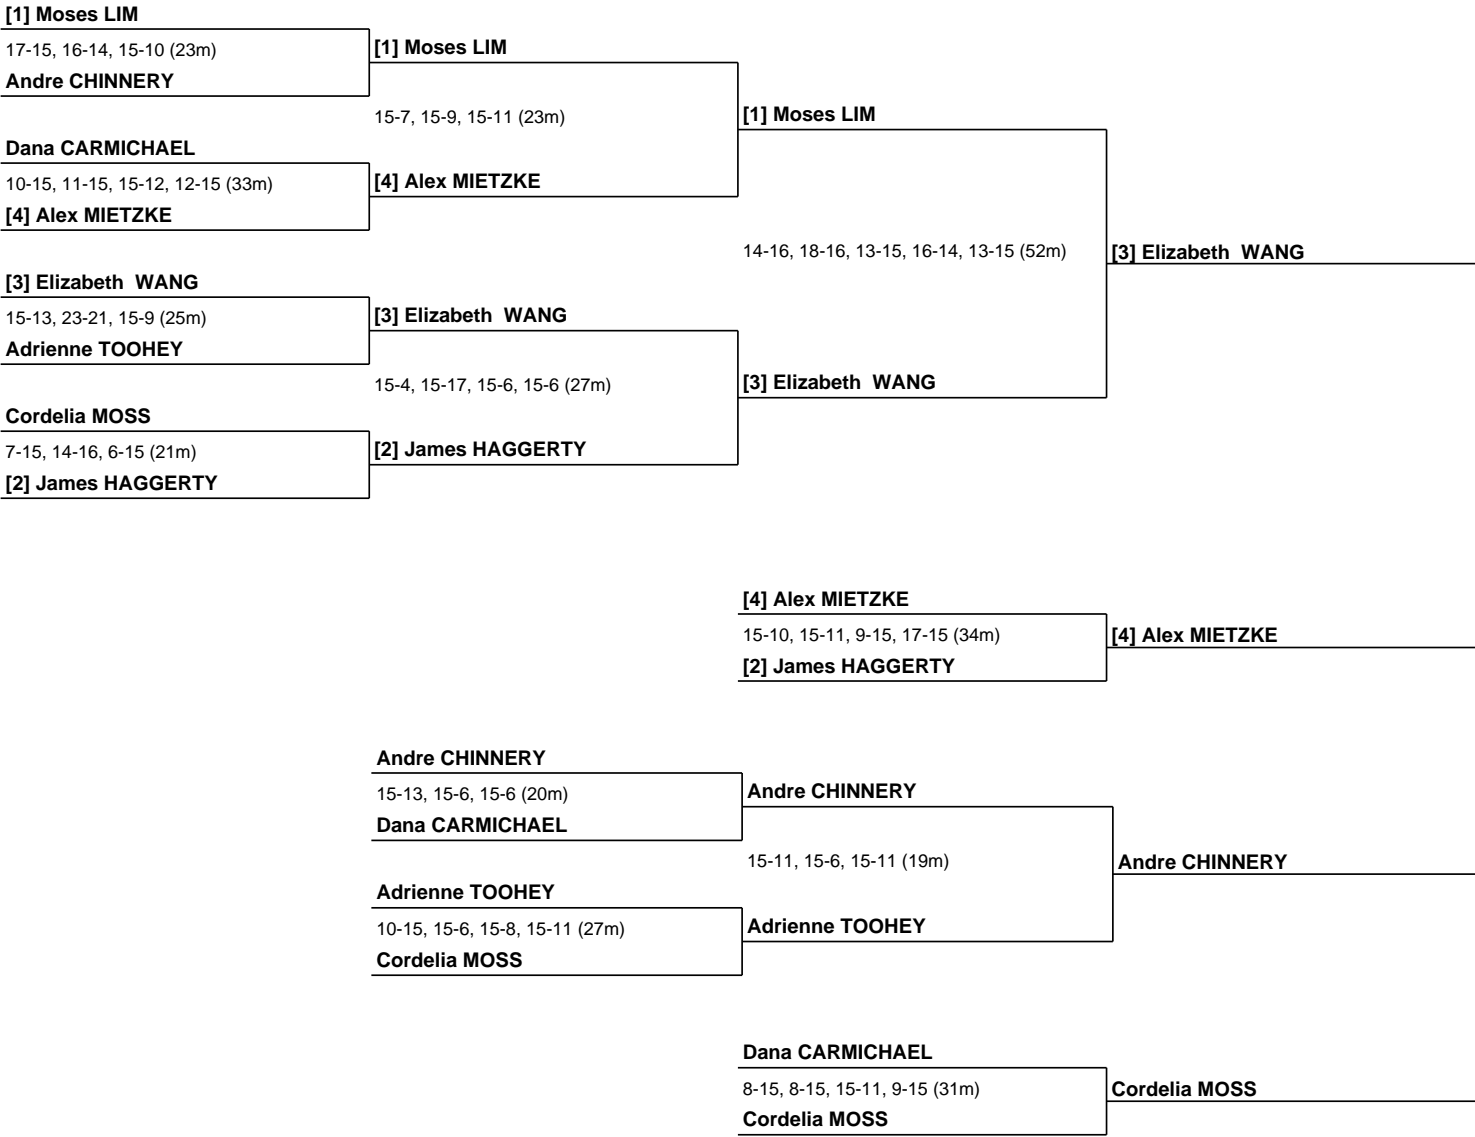 [1] Moses LIM
17-15, 16-14, 15-10 (23m)
Andre CHINNERY
Dana CARMICHAEL
10-15, 11-15, 15-12, 12-15 (33m)
[4] Alex MIETZKE
[3] Elizabeth  WANG
15-13, 23-21, 15-9 (25m)
Adrienne TOOHEY
Cordelia MOSS
7-15, 14-16, 6-15 (21m)
[2] James HAGGERTY
[1] Moses LIM
15-7, 15-9, 15-11 (23m)
[4] Alex MIETZKE
[3] Elizabeth  WANG
15-4, 15-17, 15-6, 15-6 (27m)
[2] James HAGGERTY
[1] Moses LIM
14-16, 18-16, 13-15, 16-14, 13-15 (52m)
[3] Elizabeth  WANG
[3] Elizabeth  WANG
[4] Alex MIETZKE
15-10, 15-11, 9-15, 17-15 (34m)
[2] James HAGGERTY
[4] Alex MIETZKE
Andre CHINNERY
15-13, 15-6, 15-6 (20m)
Dana CARMICHAEL
Adrienne TOOHEY
10-15, 15-6, 15-8, 15-11 (27m)
Cordelia MOSS
Andre CHINNERY
15-11, 15-6, 15-11 (19m)
Adrienne TOOHEY
Andre CHINNERY
Dana CARMICHAEL
8-15, 8-15, 15-11, 9-15 (31m)
Cordelia MOSS
Cordelia MOSS